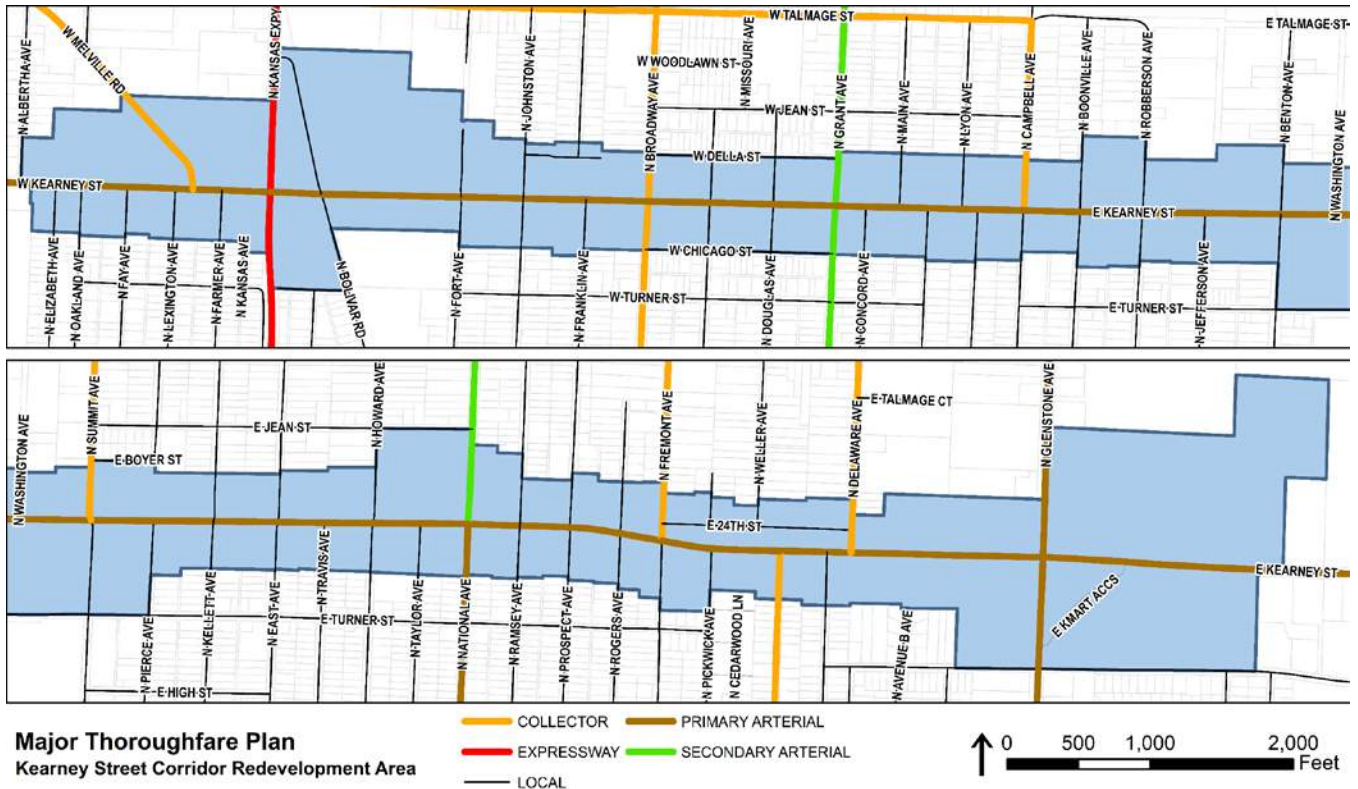 W TALMAGE ST
E TALMAGE ST
N ALBERTA AVE
W MELVILLE RD
N KANSAS EXPY
N JOHNSTON AVE
W WOODLAWN ST
N MISSOURI AVE
N BROADWAY AVE
W JEAN ST
N GRANT AVE
N MAIN AVE
N LYON AVE
N CAMPBELL AVE
N BOONVILLE AVE
N ROBBERSON AVE
N BENTON AVE
N WASHINGTON AVE
W DELLA ST
W KEARNEY ST
E KEARNEY ST
W CHICAGO ST
N ELIZABETH AVE
N OAKLAND AVE
N FAY AVE
N LEXINGTON AVE
N FARMER AVE
N KANSAS AVE
N BOLIVAR RD
N FORT AVE
N FRANKLIN AVE
W TURNER ST
N DOUGLAS AVE
N CONCORD AVE
E TURNER ST
N JEFFERSON AVE
N WASHINGTON AVE
N SUMMIT AVE
E BOYER ST
E JEAN ST
N HOWARD AVE
N FREMONT AVE
N WELLER AVE
N DELAWARE AVE
E TALMAGE CT
N GLENSTONE AVE
E 24TH ST
E KEARNEY ST
E KMART ACCS
N PIERCE AVE
N KELLETT AVE
N EAST AVE
N TRAVIS AVE
E TURNER ST
N TAYLOR AVE
N NATIONAL AVE
N RAMSEY AVE
N PROSPECT AVE
N ROGERS AVE
N PICKWICK AVE
N CEDARWOOD LN
N AVENUE B AVE
E HIGH ST
Major Thoroughfare Plan
Kearney Street Corridor Redevelopment Area
COLLECTOR
PRIMARY ARTERIAL
EXPRESSWAY
SECONDARY ARTERIAL
LOCAL
0 500 1,000 2,000
Feet